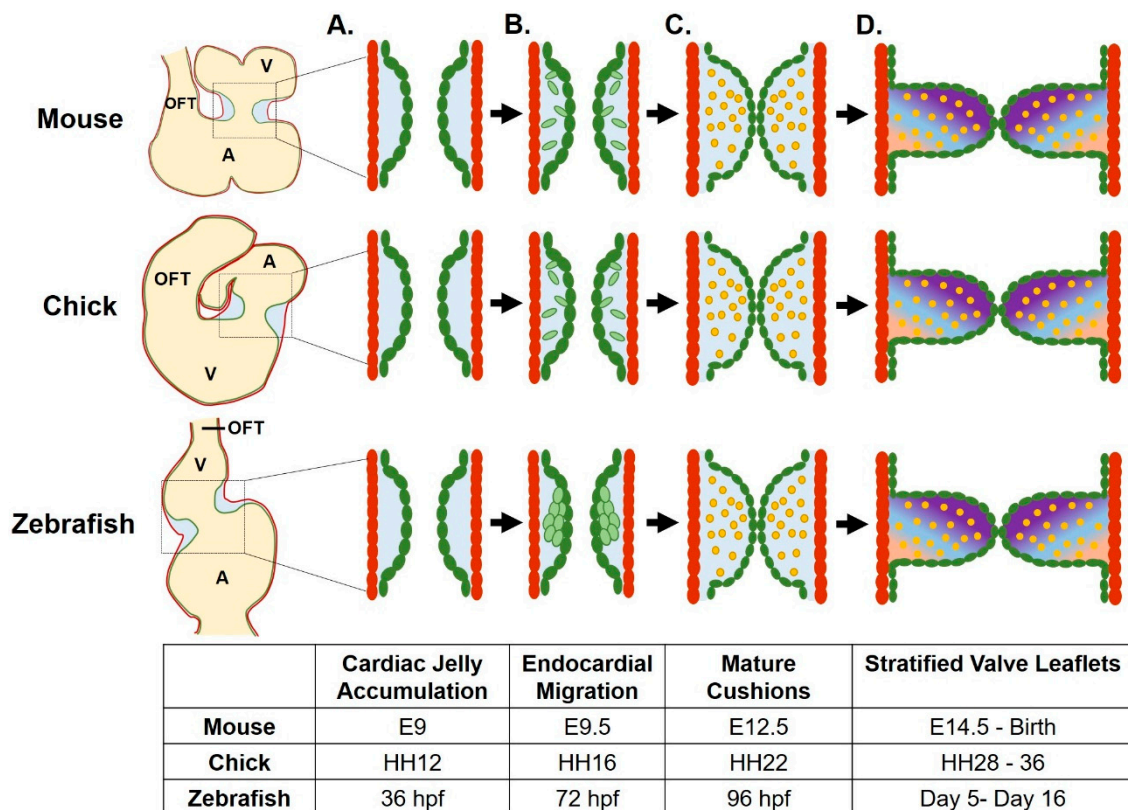 A. B. C. D.
V
OFT
Mouse
A
A
OFT
Chick
V
OFT
V
Zebrafish
A
Cardiac Jelly Accumulation Endocardial Migration Mature Cushions Stratified Valve Leaflets
Mouse E9 E9.5 E12.5 E14.5 - Birth
Chick HH12 HH16 HH22 HH28 - 36
Zebrafish 36 hpf 72 hpf 96 hpf Day 5- Day 16